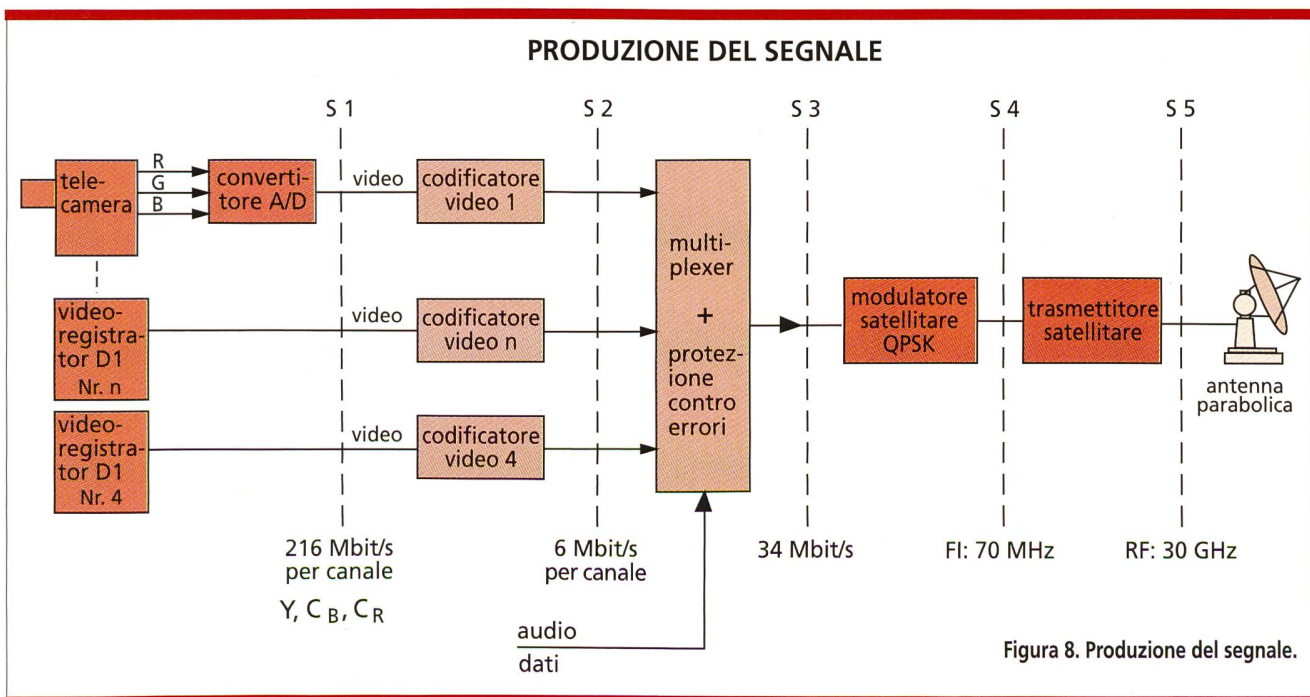 PRODUZIONE DEL SEGNALE
S 1
S 2
S 3
S 4
S 5
tele-
camera
R
G
B
converti-
tore A/D
video
codificatore
video 1
video-
registra-
tor D1
Nr. n
video
codificatore
video n
video-
registra-
tor D1
Nr. 4
video
codificatore
video 4
multi-
plexer
+
protez-
ione
contro
errori
modulatore
satellitare
QPSK
trasmettitore
satellitare
antenna
parabolica
216 Mbit/s
per canale
Y, C B, C R
6 Mbit/s
per canale
34 Mbit/s
FI: 70 MHz
RF: 30 GHz
audio
dati
Figura 8. Produzione del segnale.